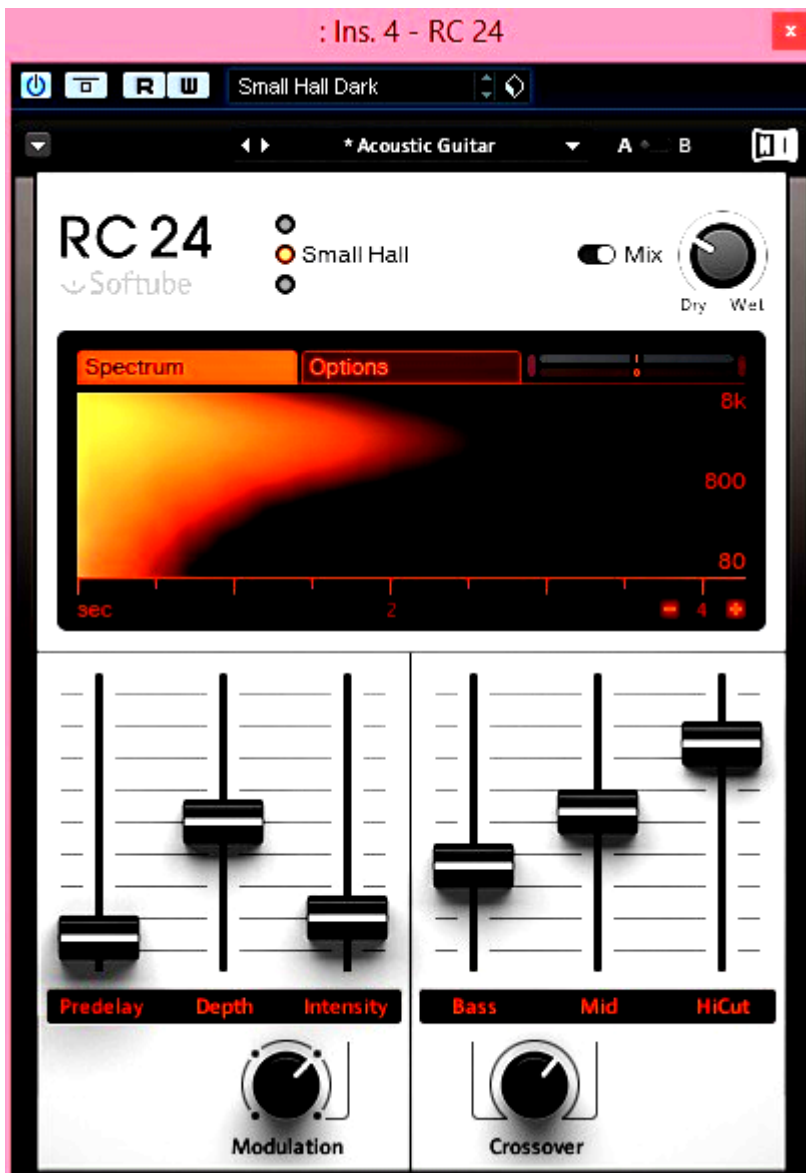 : Ins. 4 - RC 24 x
R W Small Hall Dark
* Acoustic Guitar A B
RC 24
Softube
Small Hall
Mix
Dry Wet
Spectrum Options
0
8k
800
80
sec 2 - 4 +
Predelay Depth Intensity Bass Mid HiCut
Modulation Crossover